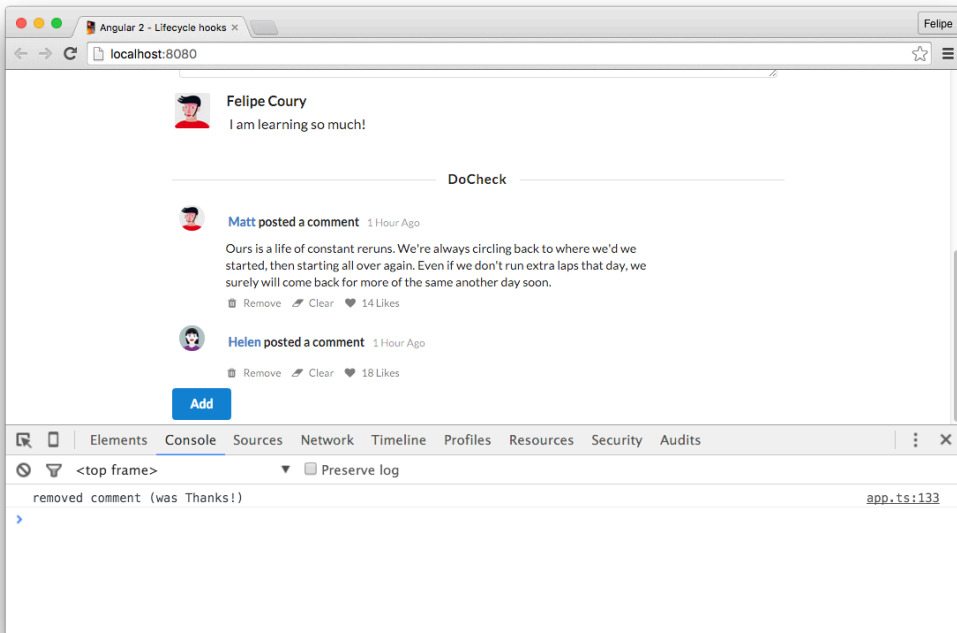 Angular 2 - Lifecycle hooks
Felipe
localhost:8080
Felipe Coury
I am learning so much!
DoCheck
Matt posted a comment 1 Hour Ago
Ours is a life of constant reruns. We're always circling back to where we'd we
started, then starting all over again. Even if we don't run extra laps that day, we
surely will come back for more of the same another day soon.
Remove Clear 14 Likes
Helen posted a comment 1 Hour Ago
Remove Clear 18 Likes
Add
Elements Console Sources Network Timeline Profiles Resources Security Audits
<top frame> Preserve log
removed comment (was Thanks!) app.ts:133